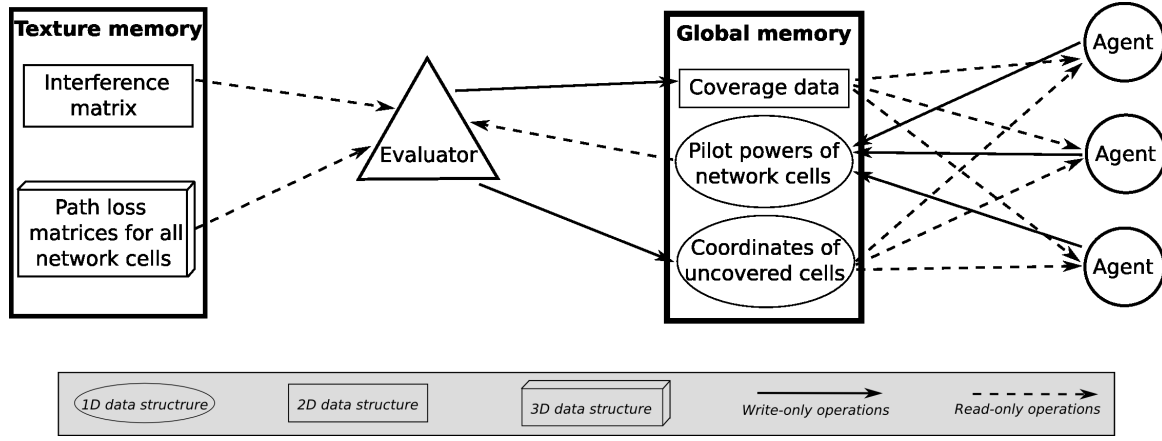 Texture memory
Interference
matrix
Path loss
matrices for all
network cells
Evaluator
Global memory
Coverage data
Pilot powers of
network cells
Coordinates of
uncovered cells
Agent
Agent
Agent
1D data structrure
2D data structure
3D data structure
Write-only operations
Read-only operations